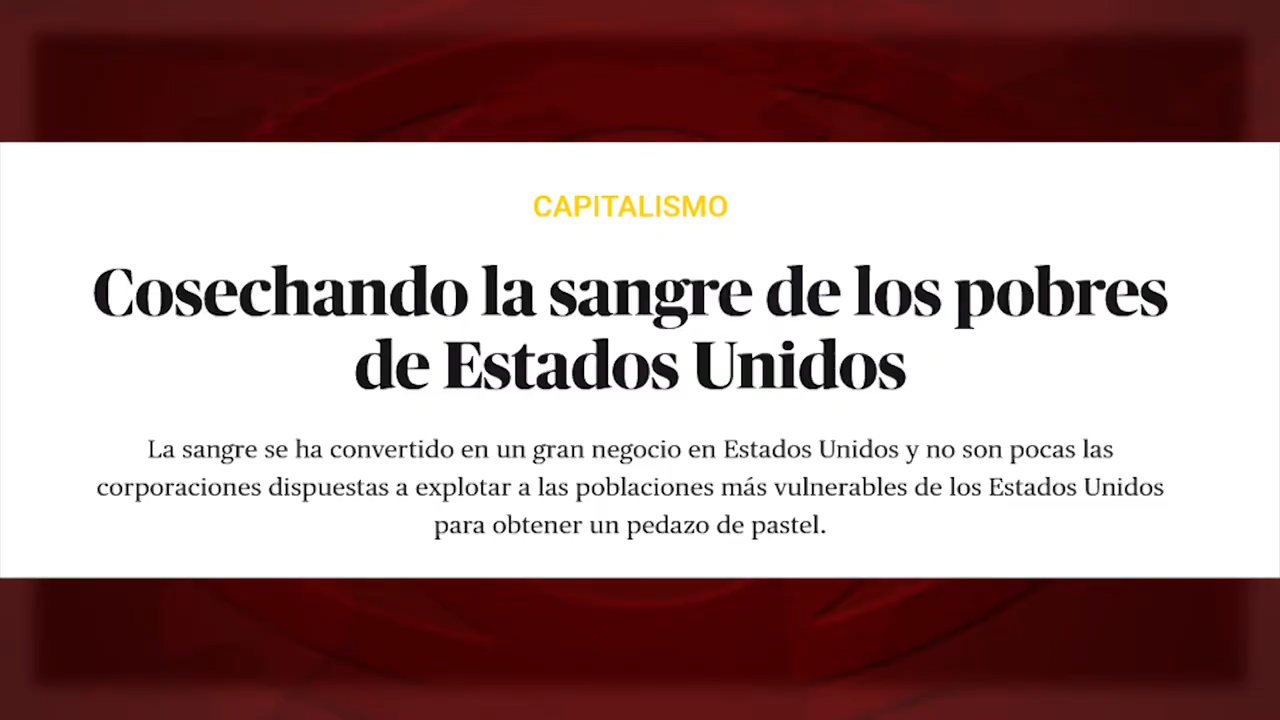 CAPITALISMO
Cosechando la sangre de los pobres
de Estados Unidos
La sangre se ha convertido en un gran negocio en Estados Unidos y no son pocas las
corporaciones dispuestas a explotar a las poblaciones más vulnerables de los Estados Unidos
para obtener un pedazo de pastel.